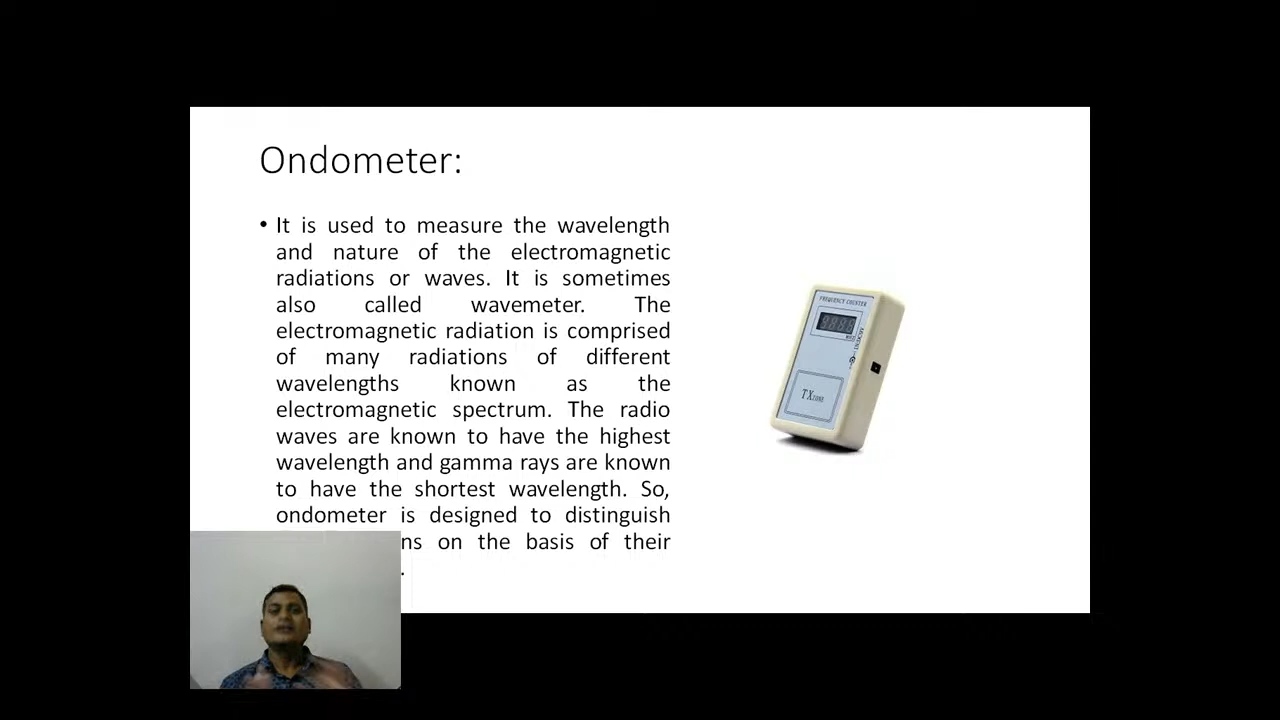 Ondometer:
• It is used to measure the wavelength
and nature of the electromagnetic
radiations or waves. It is sometimes
also called wavemeter. The
electromagnetic radiation is comprised
of many radiations of different
wavelengths known as the
electromagnetic spectrum. The radio
waves are known to have the highest
wavelength and gamma rays are known
to have the shortest wavelength. So,
ondometer is designed to distinguish
ns on the basis of their
.
FREQUENCY COUNTER
TX